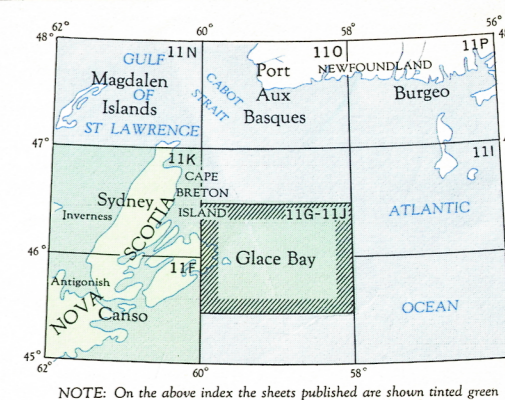 62° 60° 58° 56°
48° 11N 11O 11P 48
GULF
Magdalen
OF
Islands
ST LAWRENCE
CABOT
STRAIT
Port
Aux
Basques
NEWFOUNDLAND
Burgeo
47° 11K 11I
CAPE
BRETON
ISLAND
Sydney
Inverness
NOVA SCOTIA
11G-11J
Glace Bay
ATLANTIC
46° 11F
Antigonish
Canso
OCEAN
45°
62° 60° 58°
NOTE: On the above index the sheets published are shown tinted green